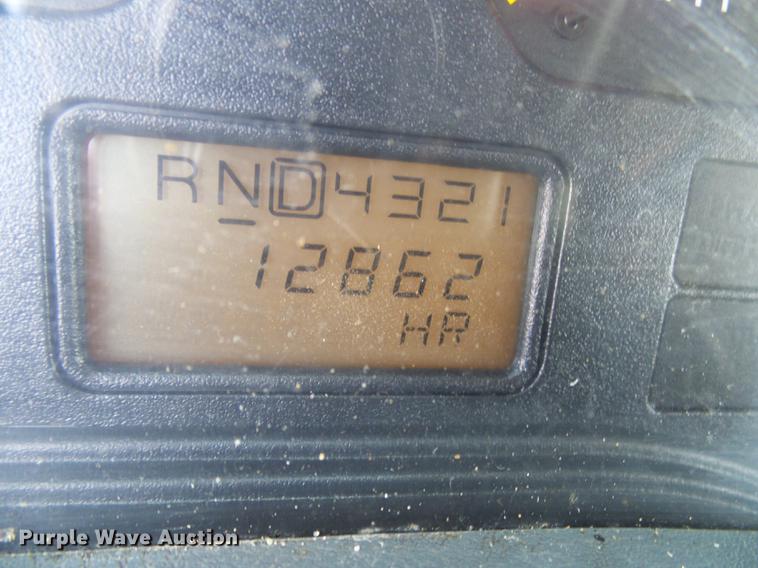 RND4321
12862
HR
Purple Wave Auction